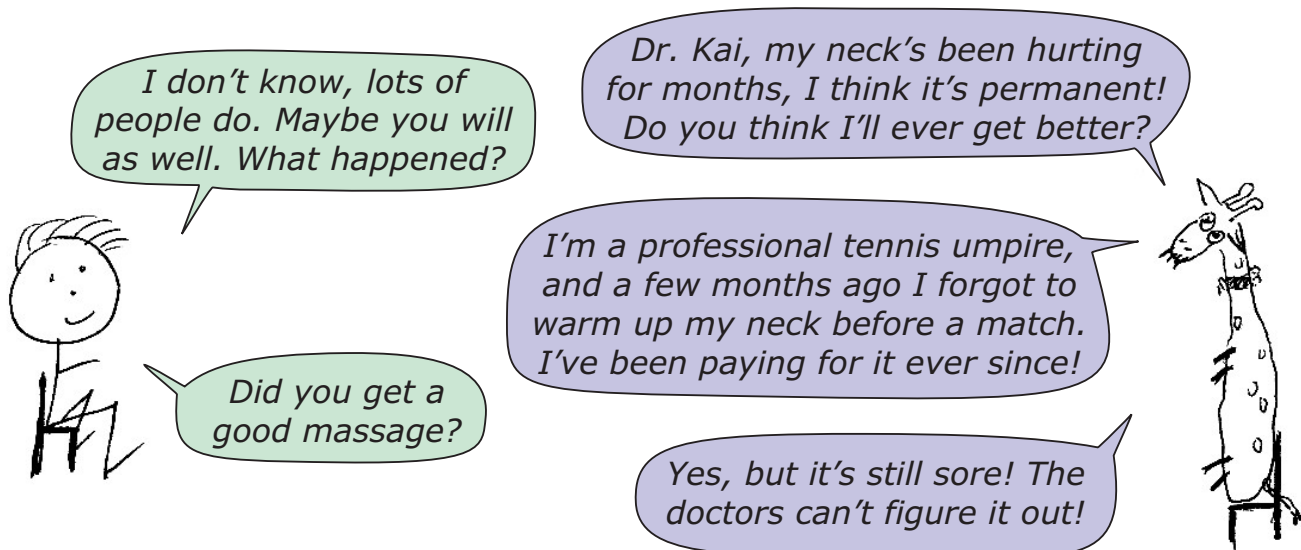 Dr. Kai, my neck’s been hurting
for months, I think it’s permanent!
Do you think I’ll ever get better?
I don’t know, lots of
people do. Maybe you will
as well. What happened?
I’m a professional tennis umpire,
and a few months ago I forgot to
warm up my neck before a match.
I’ve been paying for it ever since!
Did you get a
good massage?
Yes, but it’s still sore! The
doctors can’t figure it out!